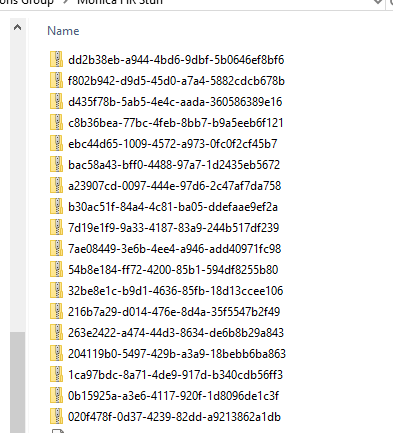 ons Group > Monica HR Stuff
Name
dd2b38eb-a944-4bd6-9dbf-5b0646ef8bf6
f802b942-d9d5-45d0-a7a4-5882cdcb678b
d435f78b-5ab5-4e4c-aada-360586389e16
c8b36bea-77bc-4feb-8bb7-b9a5eeb6f121
ebc44d65-1009-4572-a973-0fc0f2cf45b7
bac58a43-bff0-4488-97a7-1d2435eb5672
a23907cd-0097-444e-97d6-2c47af7da758
b30ac51f-84a4-4c81-ba05-ddefaae9ef2a
7d19e1f9-9a33-4187-83a9-244b517df239
7ae08449-3e6b-4ee4-a946-add40971fc98
54b8e184-ff72-4200-85b1-594df8255b80
32be8e1c-b9d1-4636-85fb-18d13ccee106
216b7a29-d014-476e-8d4a-35f5547b2f49
263e2422-a474-44d3-8634-de6b8b29a843
204119b0-5497-429b-a3a9-18bebb6ba863
1ca97bdc-8a71-4de9-917d-b340cdb56ff3
0b15925a-a3e6-4117-920f-1d8096de1c3f
020f478f-0d37-4239-82dd-a9213862a1db